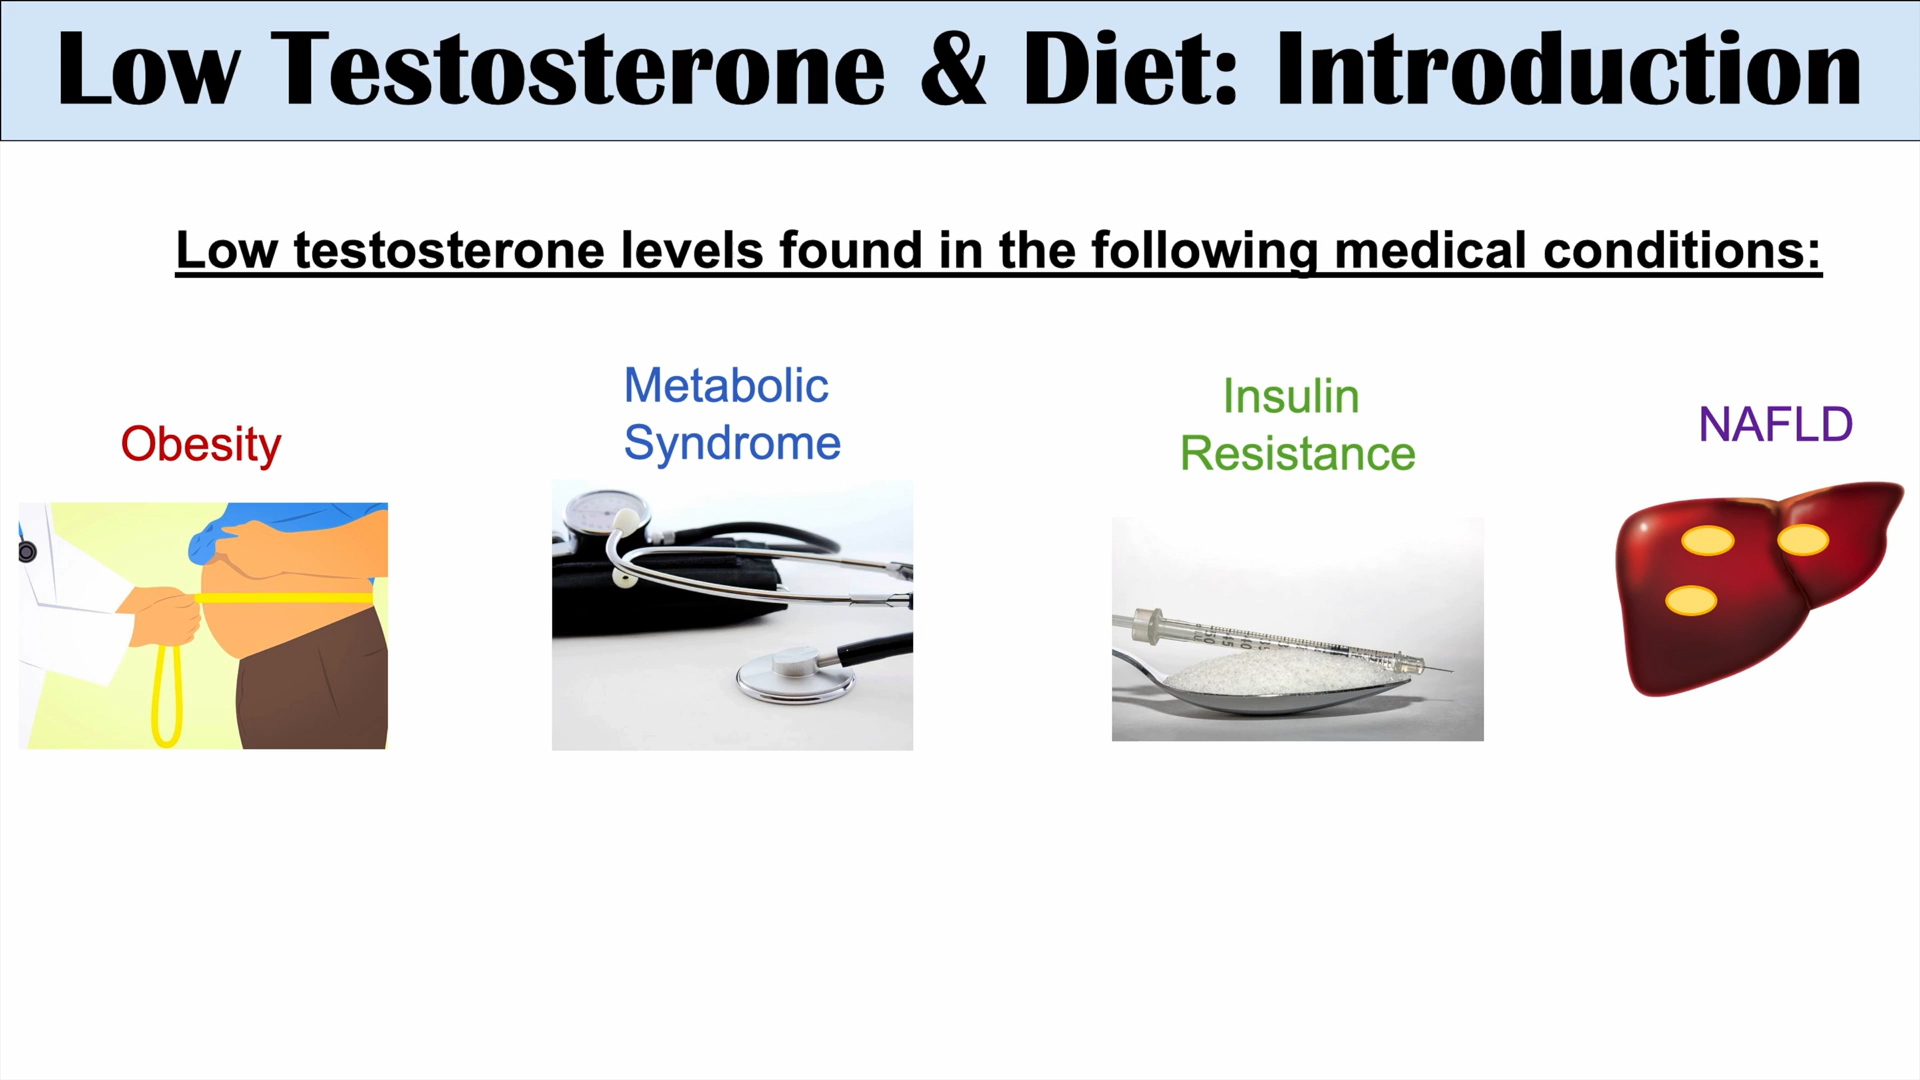 Low Testosterone & Diet: Introduction
Low testosterone levels found in the following medical conditions:
Obesity
Metabolic
Syndrome
Insulin
Resistance
NAFLD